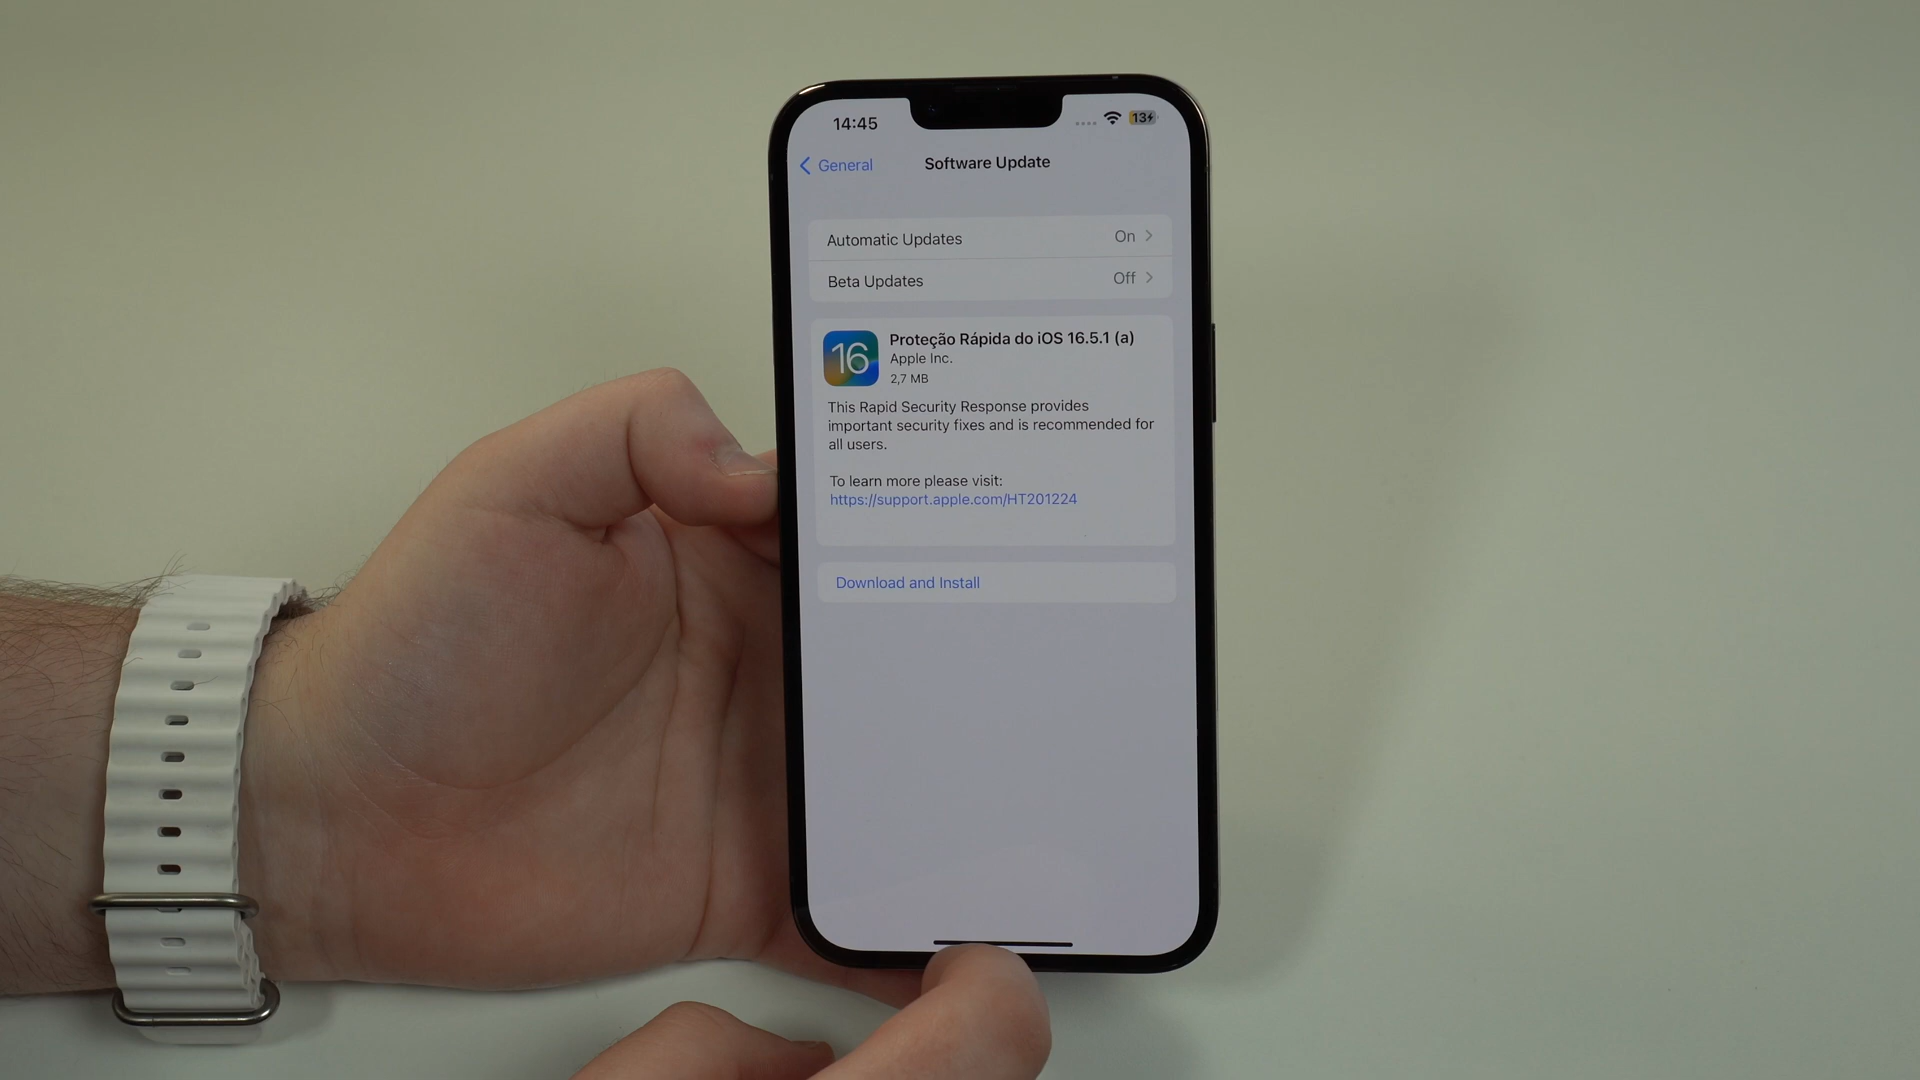 14:45
13
General
Software Update
Automatic Updates
On
Beta Updates
Off
16
Proteção Rápida do iOS 16.5.1 (a)
Apple Inc.
2,7 MB
This Rapid Security Response provides
important security fixes and is recommended for
all users.
To learn more please visit:
https://support.apple.com/HT201224
Download and Install